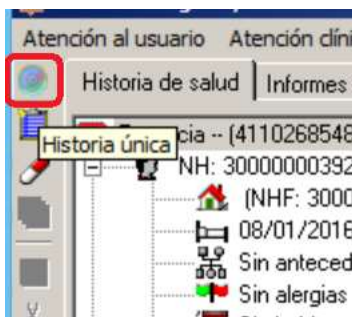 Atención al usuario Atención clíni
Historia de salud Informes
cia -- (4110268548
Historia única
NH: 30000000392
(NHF: 3000
08/01/2016
Sin anteced
Sin alergias